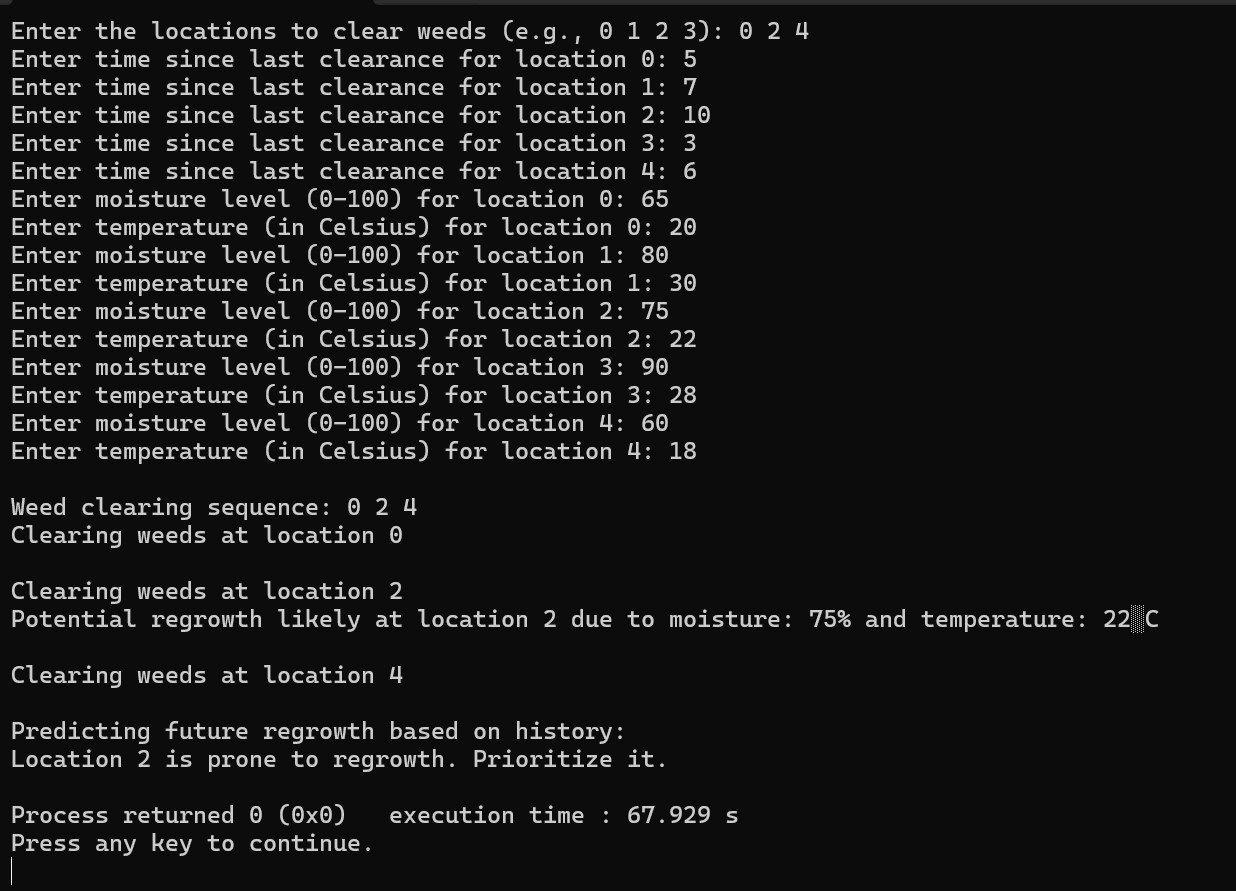 Enter the locations to clear weeds (e.g., 0 1 2 3): 0 2 4
Enter time since last clearance for location 0: 5
Enter time since last clearance for location 1: 7
Enter time since last clearance for location 2: 10
Enter time since last clearance for location 3: 3
Enter time since last clearance for location 4: 6
Enter moisture level (0-100) for location 0: 65
Enter temperature (in Celsius) for location 0: 20
Enter moisture level (0-100) for location 1: 80
Enter temperature (in Celsius) for location 1: 30
Enter moisture level (0-100) for location 2: 75
Enter temperature (in Celsius) for location 2: 22
Enter moisture level (0-100) for location 3: 90
Enter temperature (in Celsius) for location 3: 28
Enter moisture level (0-100) for location 4: 60
Enter temperature (in Celsius) for location 4: 18
Weed clearing sequence: 0 2 4
Clearing weeds at location 0
Clearing weeds at location 2
Potential regrowth likely at location 2 due to moisture: 75% and temperature: 22░C
Clearing weeds at location 4
Predicting future regrowth based on history:
Location 2 is prone to regrowth. Prioritize it.
Process returned 0 (0x0)   execution time : 67.929 s
Press any key to continue.